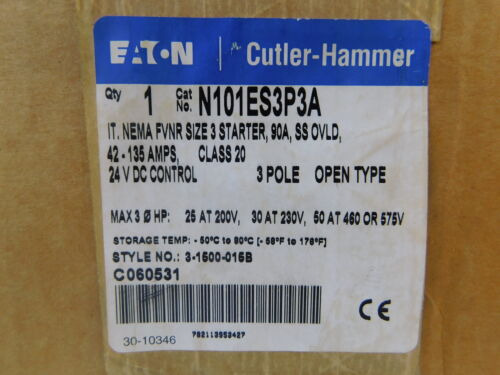 EATON Cutler-Hammer
Qty 1 Cat No. N101ES3P3A
IT. NEMA FVNR SIZE 3 STARTER, 90A, SS OVLD,
42-135 AMPS, CLASS 20
24 V DC CONTROL 3 POLE OPEN TYPE
MAX 3 Ø HP: 25 AT 200V, 30 AT 230V, 50 AT 460 OR 575V
STORAGE TEMP: -50°C to 80°C [-58°F to 176°F]
STYLE NO.: 3-1500-015B
C060531
CE
30-10346 782113953427